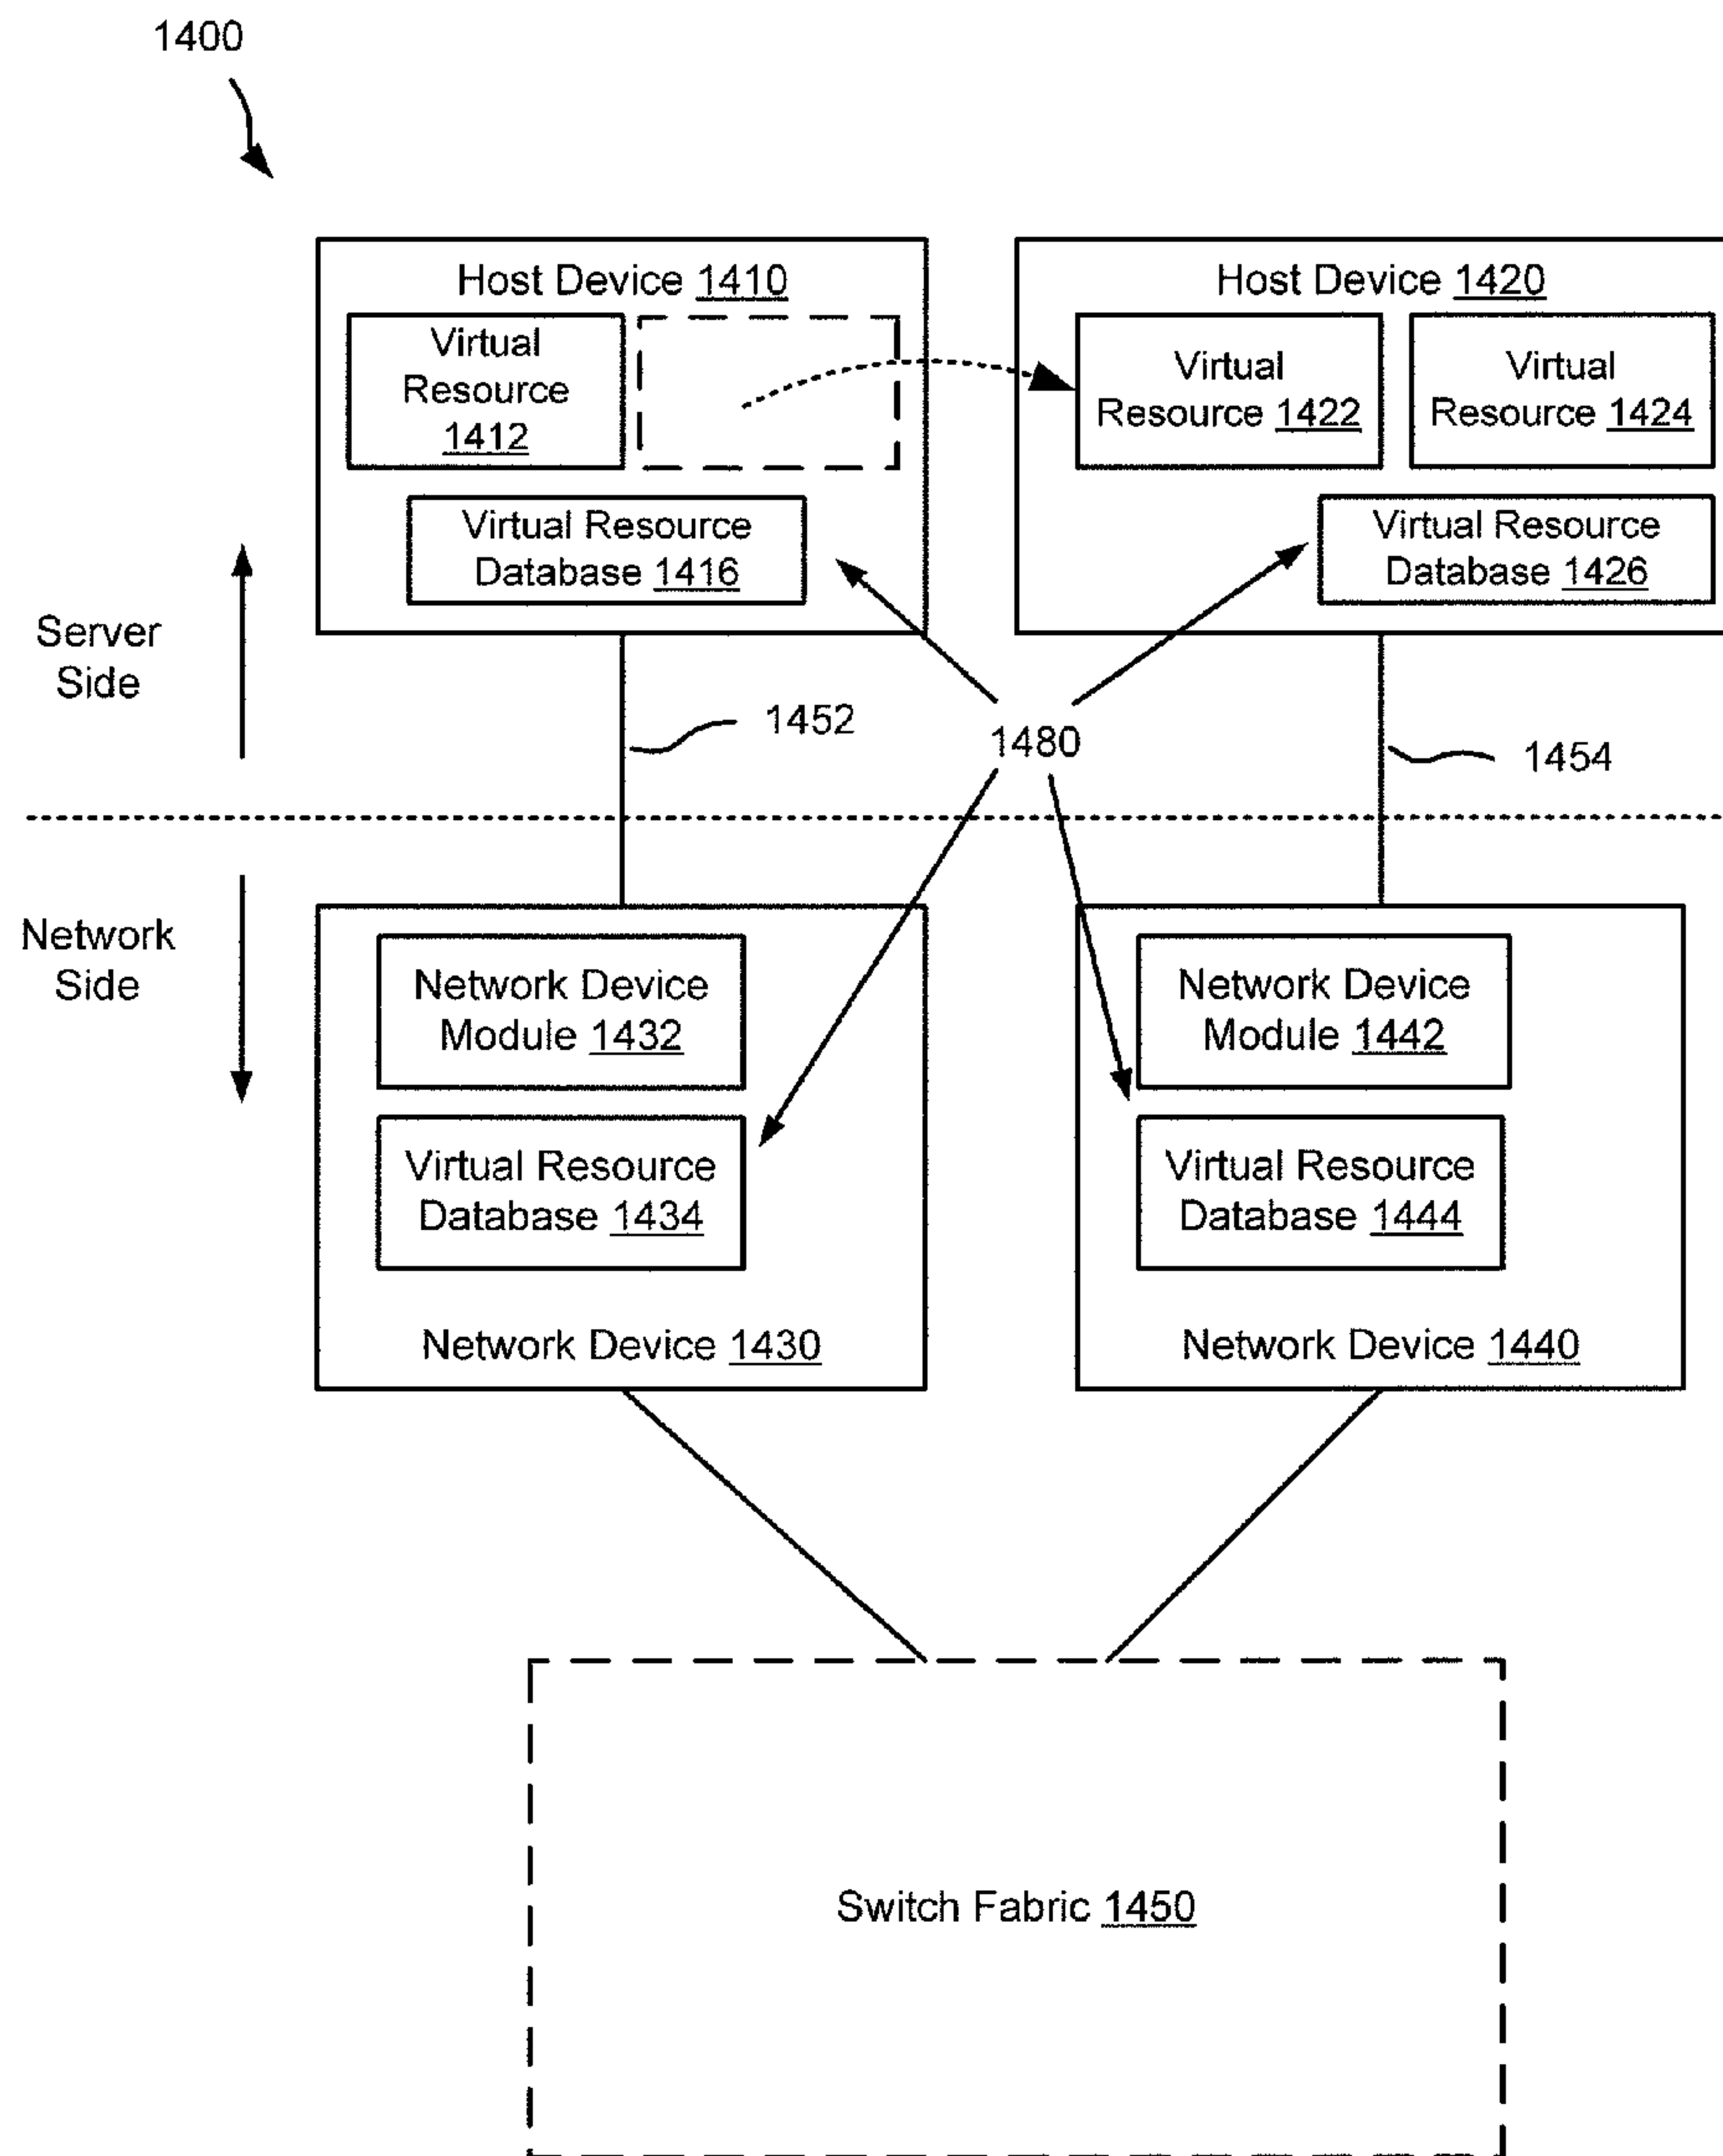 1400
Host Device 1410
Virtual
Resource
1412
Virtual Resource
Database 1416
Host Device 1420
Virtual
Resource 1422
Virtual
Resource 1424
Virtual Resource
Database 1426
Server
Side
1452
1480
1454
Network
Side
Network Device
Module 1432
Virtual Resource
Database 1434
Network Device 1430
Network Device
Module 1442
Virtual Resource
Database 1444
Network Device 1440
Switch Fabric 1450